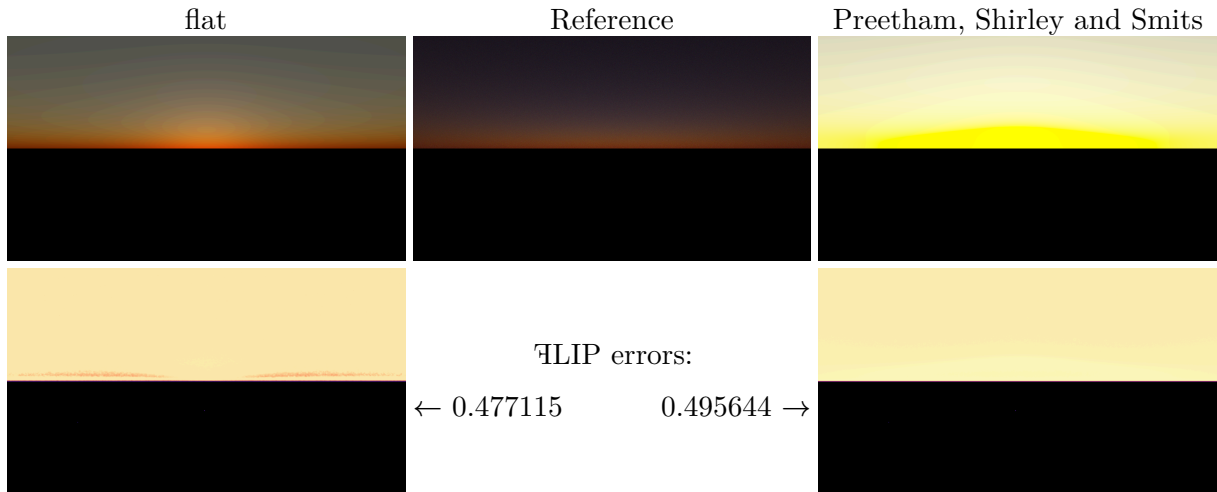 flat
Reference
Preetham, Shirley and Smits
ꟻLIP errors:
← 0.477115
0.495644 →